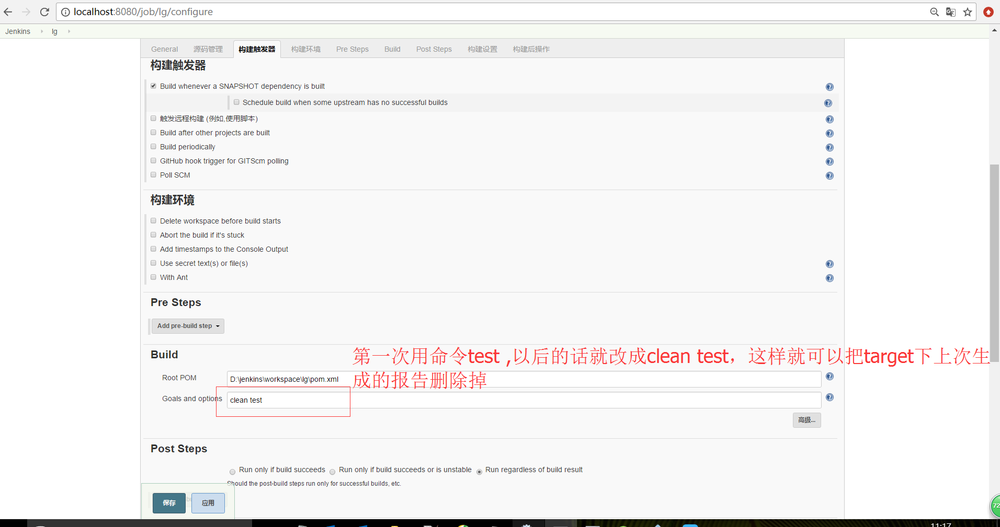 localhost:8080/job/lg/configure
Jenkins lg
General 源码管理 构建触发器 构建环境 Pre Steps Build Post Steps 构建设置 构建后操作
构建触发器
Build whenever a SNAPSHOT dependency is built
Schedule build when some upstream has no successful builds
触发远程构建 (例如,使用脚本)
Build after other projects are built
Build periodically
GitHub hook trigger for GITScm polling
Poll SCM
构建环境
Delete workspace before build starts
Abort the build if it's stuck
Add timestamps to the Console Output
Use secret text(s) or file(s)
With Ant
Pre Steps
Add pre-build step
第一次用命令test ,以后的话就改成clean test，这样就可以把target下上次生
成的报告删除掉
Build
Root POM D:\jenkins\workspace\lg\pom.xml
Goals and options clean test
高级...
Post Steps
Run only if build succeeds Run only if build succeeds or is unstable Run regardless of build result
Should the post-build steps run only for successful builds, etc.
保存 应用
72
11:17